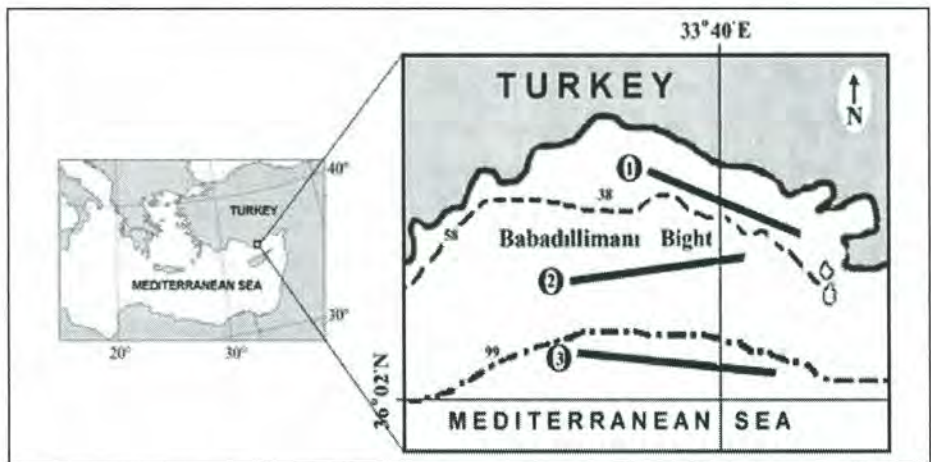 33°40'E
TURKEY
N
40°
TURKEY
1
38
58
Babadıllimanı Bight
2
MEDITERRANEAN SEA
30°
20°
30°
99
3
36°02'N
MEDITERRANEAN SEA